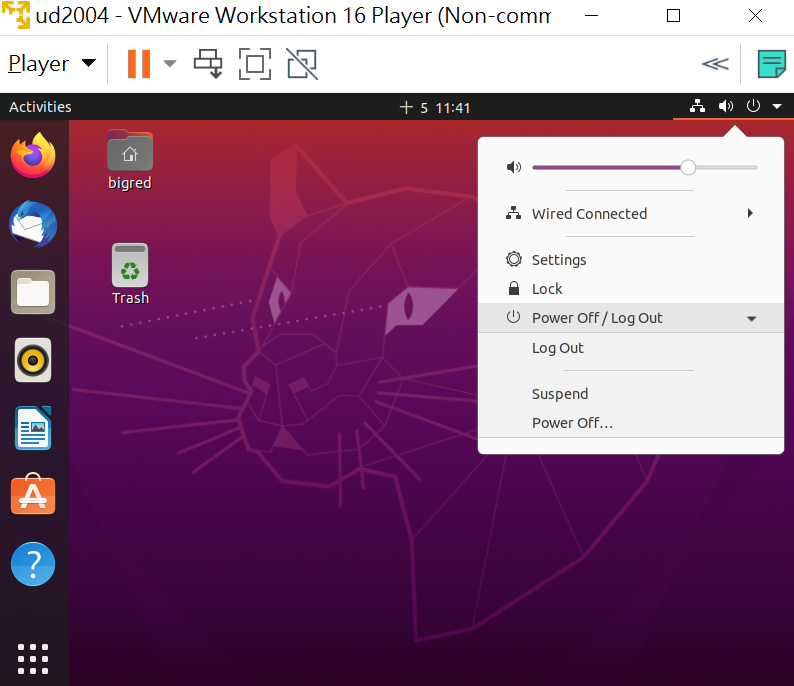 ud2004 - VMware Workstation 16 Player (Non-comm
Player
Activities
十 5 11:41
bigred
Trash
Wired Connected
Settings
Lock
Power Off / Log Out
Log Out
Suspend
Power Off…